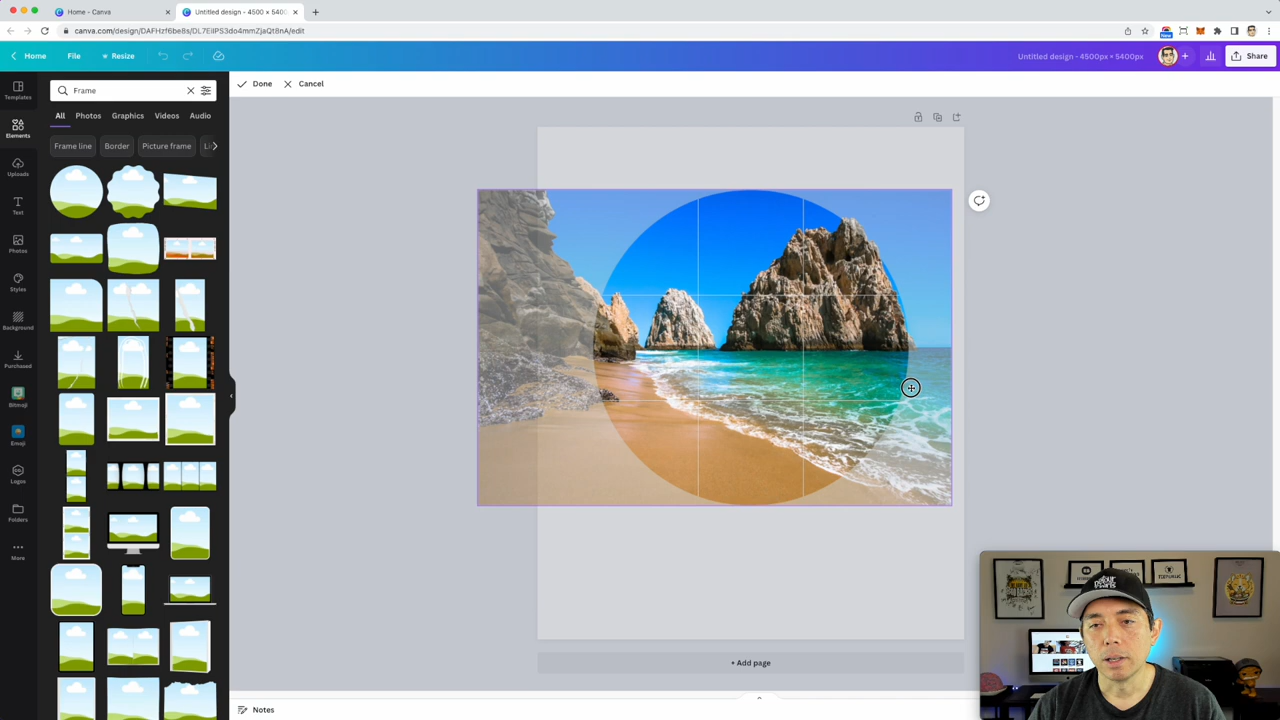 Home - Canva
Untitled design - 4500 × 5400
canva.com/design/DAFHzf6be8s/DL7EiIPS3do4mmZjaQt8nA/edit
New
Home
File
Resize
Untitled design - 4500px × 5400px
Share
Templates
Elements
Uploads
Text
Photos
Styles
Background
Purchased
Bitmoji
Emoji
Logos
Folders
More
Frame
All
Photos
Graphics
Videos
Audio
Frame line
Border
Picture frame
Done
Cancel
+ Add page
Notes